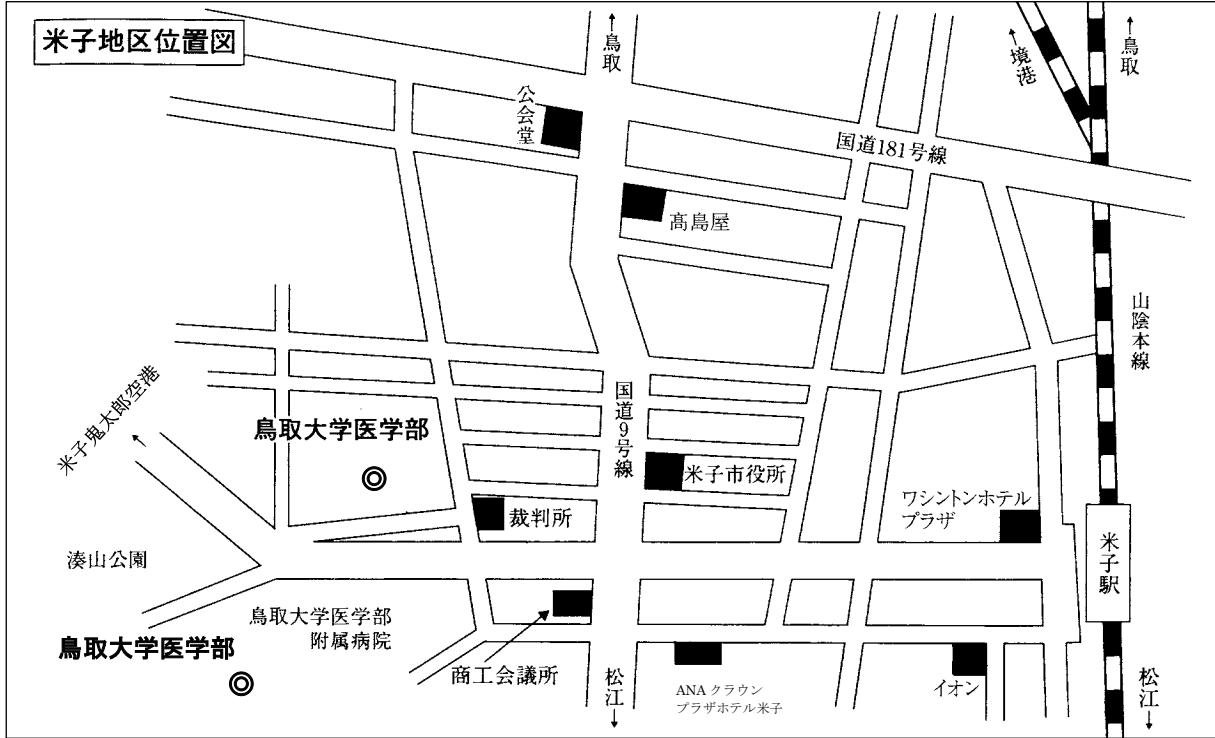 米子地区位置図
↑鳥取
↑境港
↑鳥取
公会堂
国道181号線
髙島屋
山陰本線
米子鬼太郎空港
↑
国道9号線
鳥取大学医学部
米子市役所
ワシントンホテル
プラザ
裁判所
米子駅
湊山公園
鳥取大学医学部
附属病院
鳥取大学医学部
商工会議所
松江↓
ANAクラウン
プラザホテル米子
イオン
松江↓